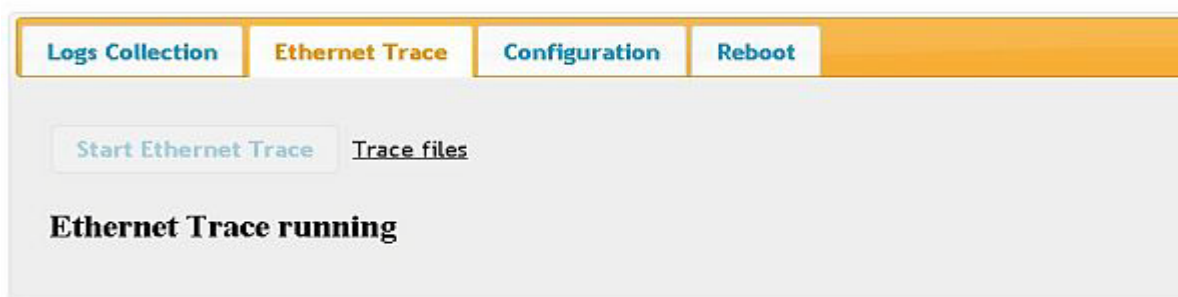 Logs Collection Ethernet Trace Configuration Reboot
Start Ethernet Trace Trace files
Ethernet Trace running